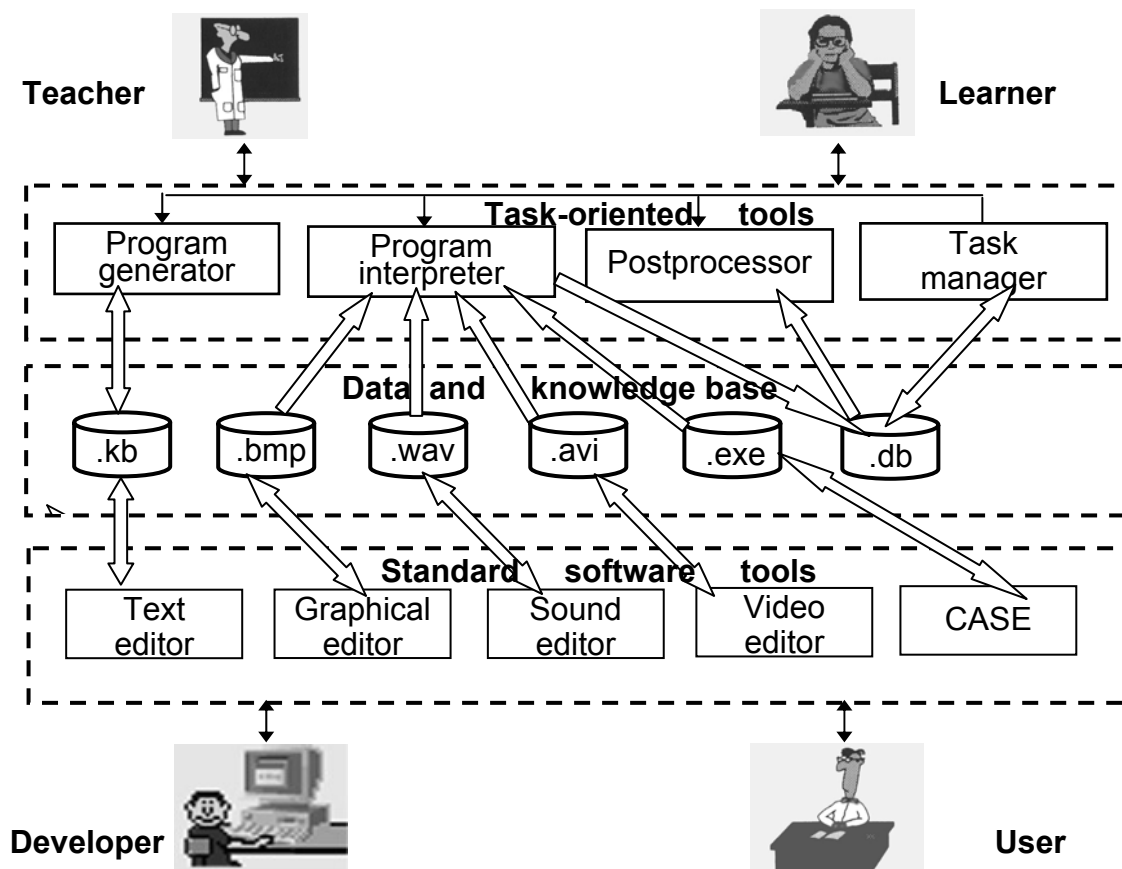 Teacher
Learner
Task-oriented tools
Program
generator
Program
interpreter
Postprocessor
Task
manager
Data and knowledge base
.kb
.bmp
.wav
.avi
.exe
.db
Standard software tools
Text
editor
Graphical
editor
Sound
editor
Video
editor
CASE
Developer
User